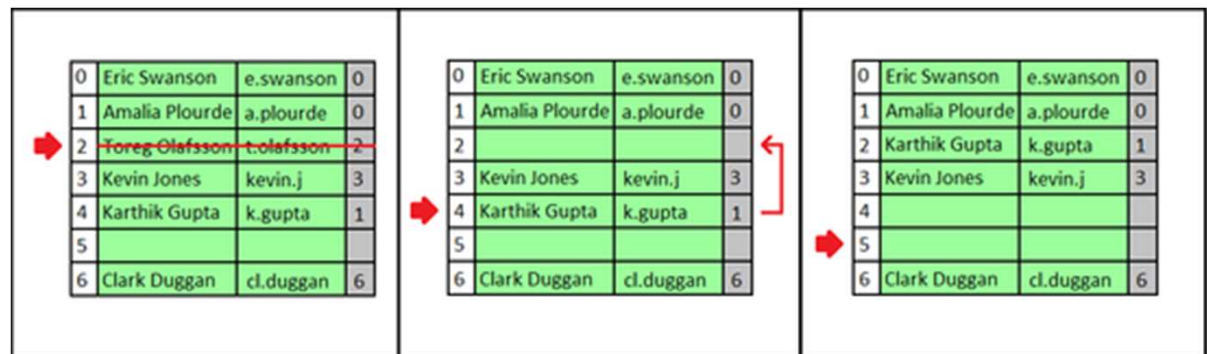 0 Eric Swanson e.swanson 0
1 Amalia Plourde a.plourde 0
2 Toreg Olafsson t.olafsson 2
3 Kevin Jones kevin.j 3
4 Karthik Gupta k.gupta 1
5
6 Clark Duggan cl.duggan 6
0 Eric Swanson e.swanson 0
1 Amalia Plourde a.plourde 0
2
3 Kevin Jones kevin.j 3
4 Karthik Gupta k.gupta 1
5
6 Clark Duggan cl.duggan 6
0 Eric Swanson e.swanson 0
1 Amalia Plourde a.plourde 0
2 Karthik Gupta k.gupta 1
3 Kevin Jones kevin.j 3
4
5
6 Clark Duggan cl.duggan 6